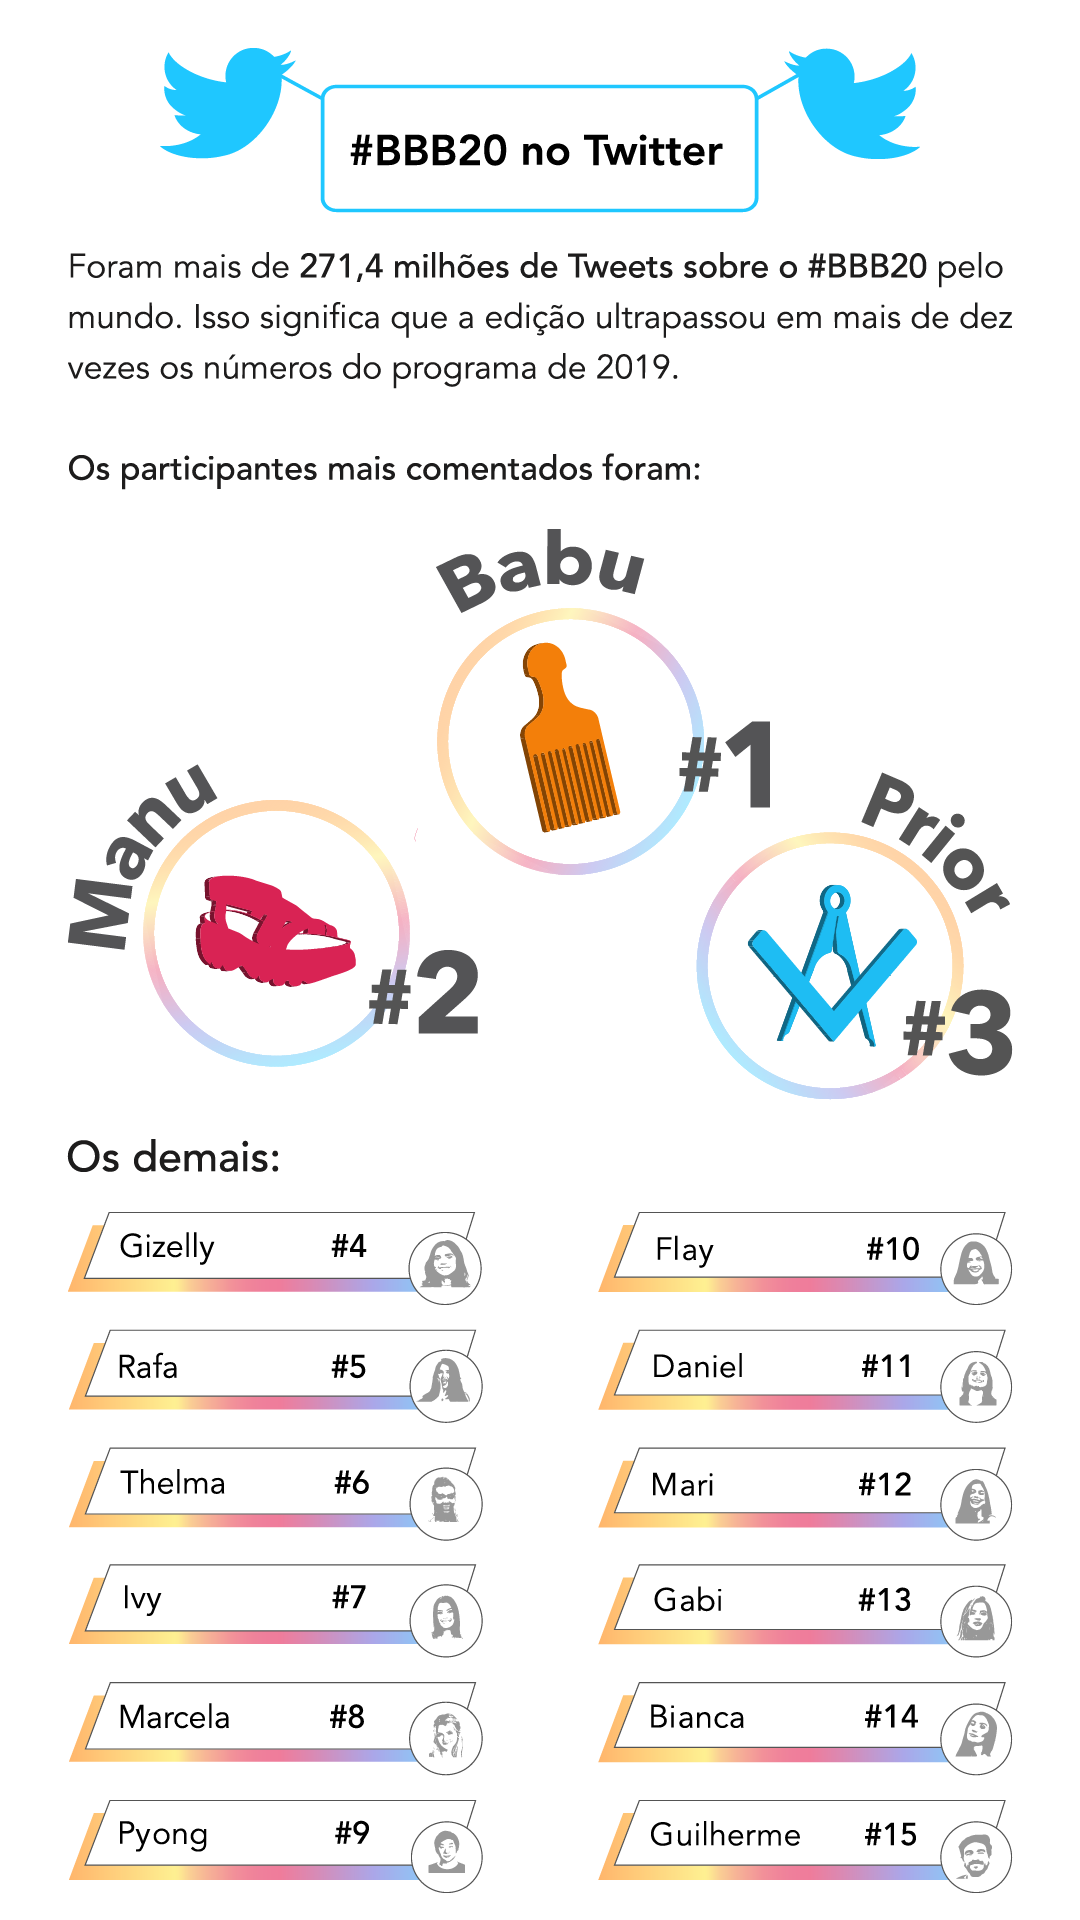 #BBB20 no Twitter
Foram mais de 271,4 milhões de Tweets sobre o #BBB20 pelo
mundo. Isso significa que a edição ultrapassou em mais de dez
vezes os números do programa de 2019.
Os participantes mais comentados foram:
Babu
#1
Manu
#2
Prior
#3
Os demais:
Gizelly #4
Rafa #5
Thelma #6
Ivy #7
Marcela #8
Pyong #9
Flay #10
Daniel #11
Mari #12
Gabi #13
Bianca #14
Guilherme #15